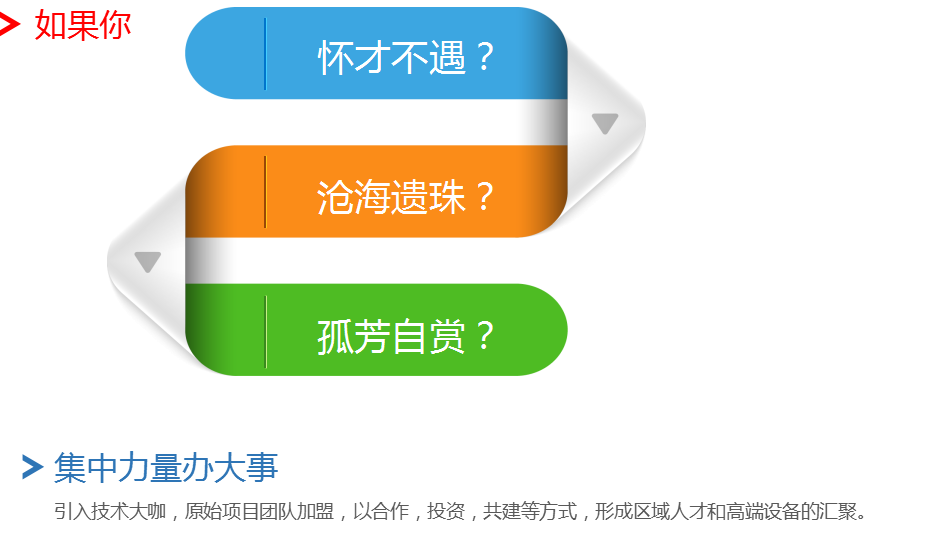 如果你
怀才不遇？
沧海遗珠？
孤芳自赏？
集中力量办大事
引入技术大咖，原始项目团队加盟，以合作，投资，共建等方式，形成区域人才和高端设备的汇聚。